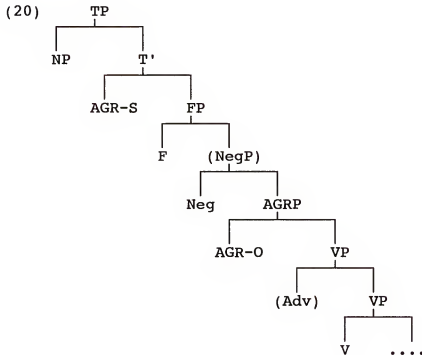 (20) TP
NP T'
AGR-S FP
F (NegP)
Neg AGRP
AGR-O VP
(Adv) VP
V ....